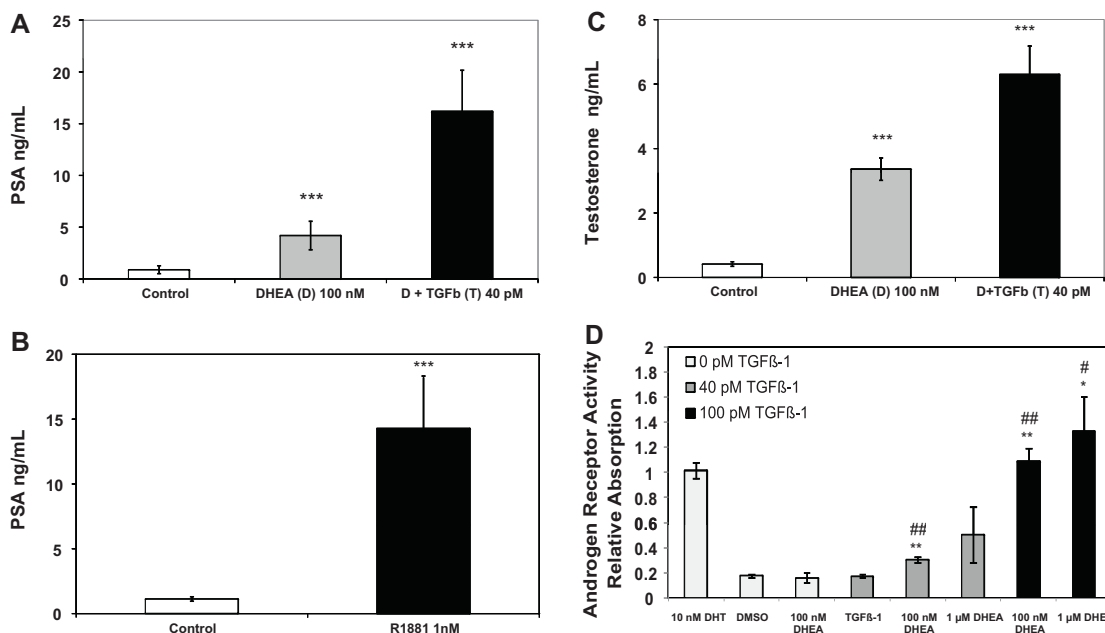 A
PSA ng/mL
25
20
15
10
5
0
***
***
Control
DHEA (D) 100 nM
D + TGFb (T) 40 pM
B
PSA ng/mL
20
15
10
5
0
***
Control
R1881 1nM
C
Testosterone ng/mL
8
6
4
2
0
***
***
Control
DHEA (D) 100 nM
D+TGFb (T) 40 pM
D
Androgen Receptor Activity
Relative Absorption
2
1.8
1.6
1.4
1.2
1
0.8
0.6
0.4
0.2
0
0 pM TGFß-1
40 pM TGFß-1
100 pM TGFß-1
##
**
##
**
#
*
10 nM DHT
DMSO
100 nM
DHEA
TGFß-1
100 nM
DHEA
1 µM DHEA
100 nM
DHEA
1 µM DHE